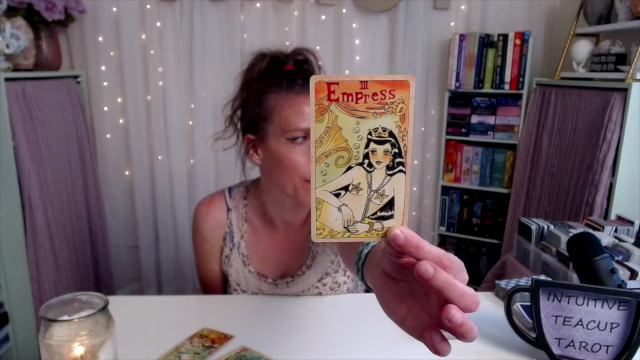 III
Empress
INTUITIVE
TEACUP
TAROT